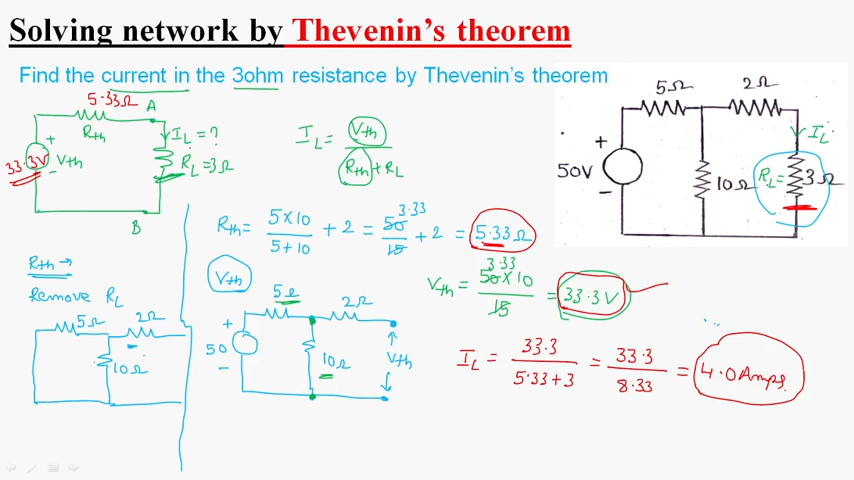 Solving network by Thevenin's theorem
Find the current in the 3ohm resistance by Thevenin's theorem
5.33Ω A
Rth
+
33.3V Vth
-
IL = ?
RL = 3Ω
B
IL = Vth / (Rth + RL)
5Ω 2Ω
+
50V
-
10Ω
RL = 3Ω
IL
Rth = (5×10)/(5+10) + 2 = 50/15 + 2 = 5.33Ω
3.33
Rth →
Remove RL
5Ω 2Ω
10Ω
Vth
5Ω 2Ω
+
50
-
10Ω
Vth
3.33
Vth = (50×10)/15 = 33.3V
IL = 33.3/(5.33+3) = 33.3/8.33 = 4.0 Amps.